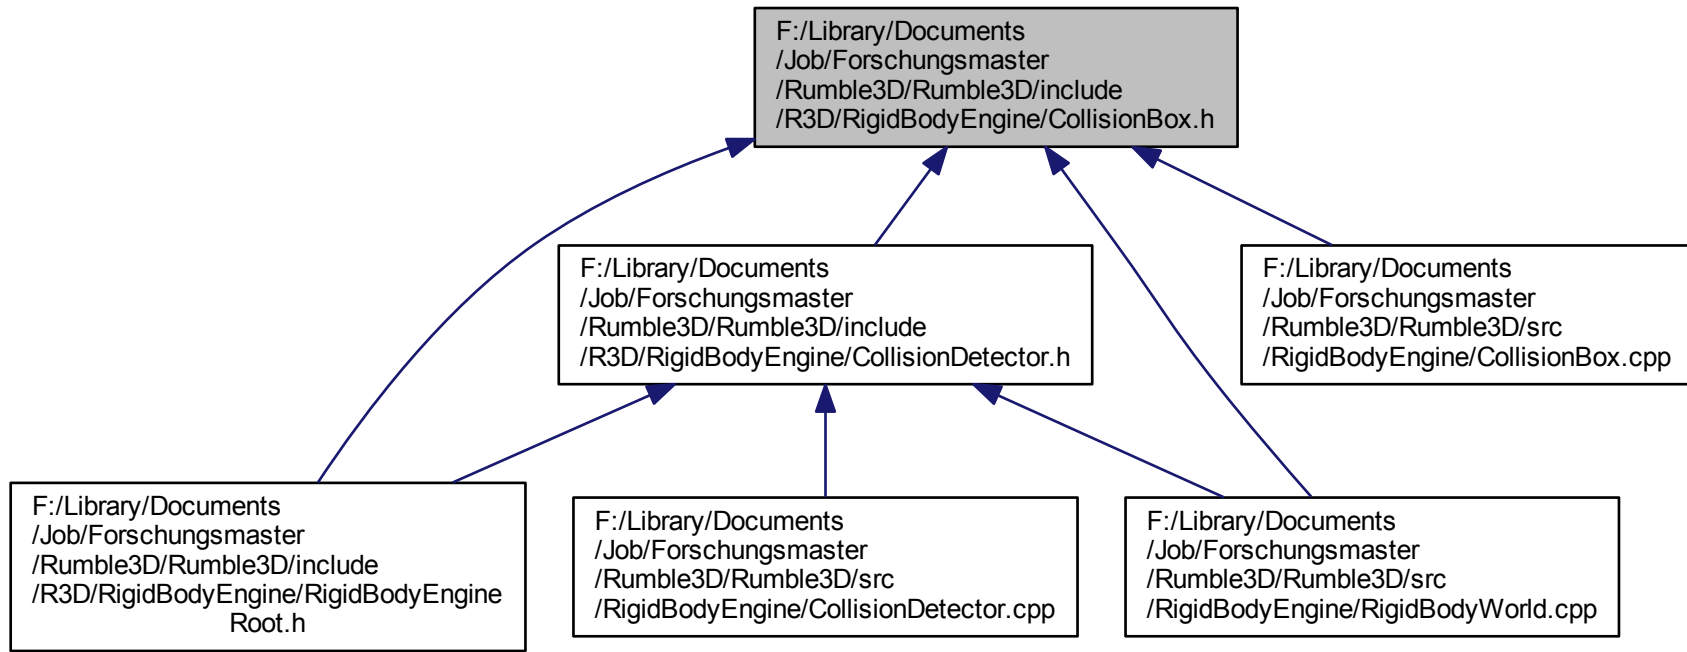 F:/Library/Documents
/Job/Forschungsmaster
/Rumble3D/Rumble3D/include
/R3D/RigidBodyEngine/CollisionBox.h
F:/Library/Documents
/Job/Forschungsmaster
/Rumble3D/Rumble3D/include
/R3D/RigidBodyEngine/CollisionDetector.h
F:/Library/Documents
/Job/Forschungsmaster
/Rumble3D/Rumble3D/src
/RigidBodyEngine/CollisionBox.cpp
F:/Library/Documents
/Job/Forschungsmaster
/Rumble3D/Rumble3D/include
/R3D/RigidBodyEngine/RigidBodyEngine
Root.h
F:/Library/Documents
/Job/Forschungsmaster
/Rumble3D/Rumble3D/src
/RigidBodyEngine/CollisionDetector.cpp
F:/Library/Documents
/Job/Forschungsmaster
/Rumble3D/Rumble3D/src
/RigidBodyEngine/RigidBodyWorld.cpp